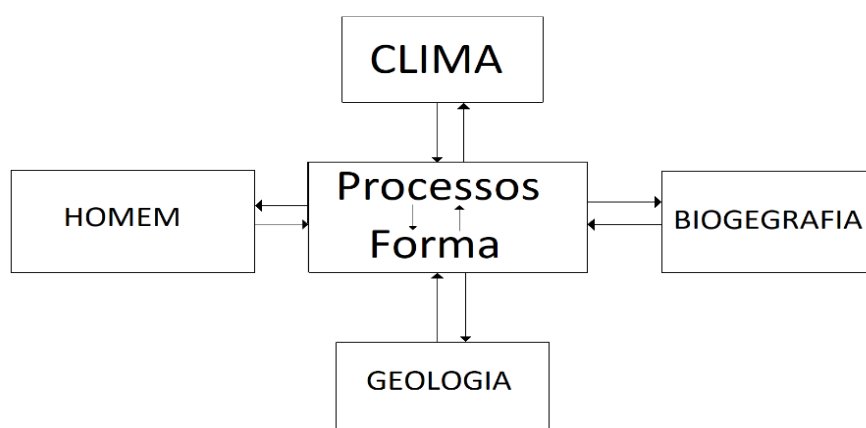 CLIMA
HOMEM
Processos
Forma
BIOGEGRAFIA
GEOLOGIA